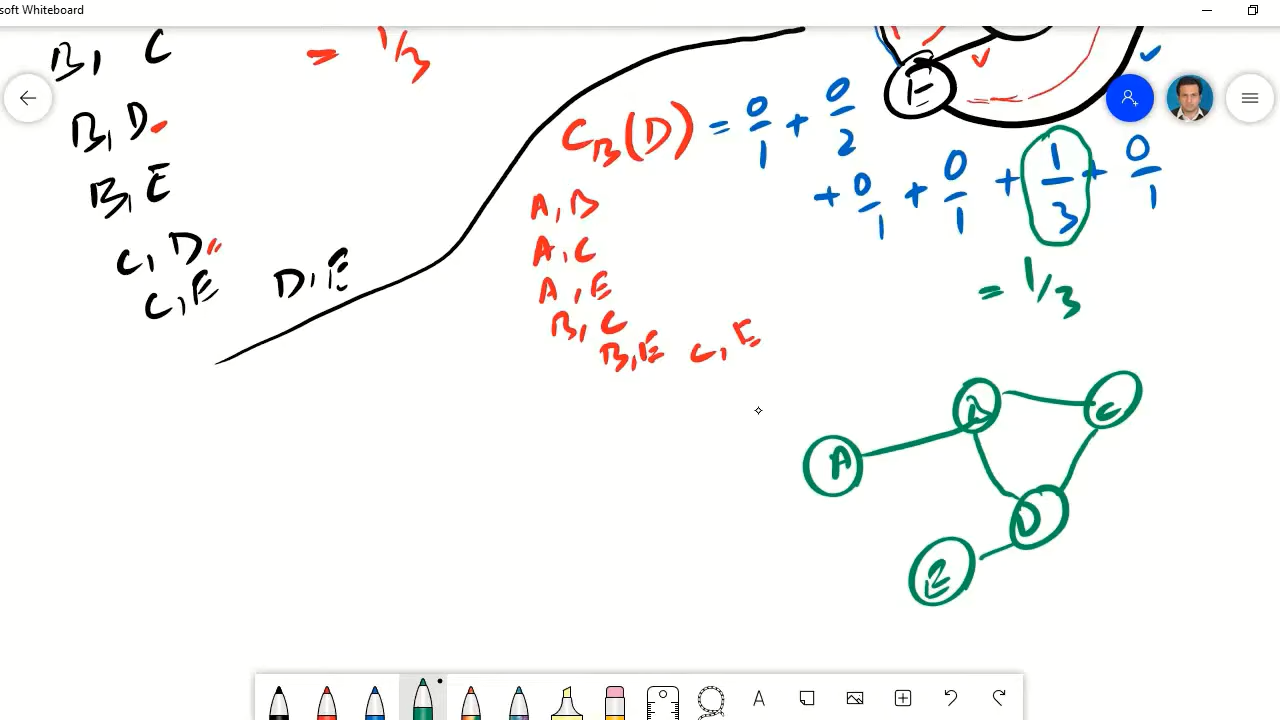 soft Whiteboard
B, C
= 1/3
B, D
B, E
C, D
C, E
D, E
E
C_B(D) = 0/1 + 0/2
+ 0/1 + 0/1 + 1/3 + 0/1
= 1/3
A, B
A, C
A, E
B, C
B, E C, E
A
B
C
D
E
A